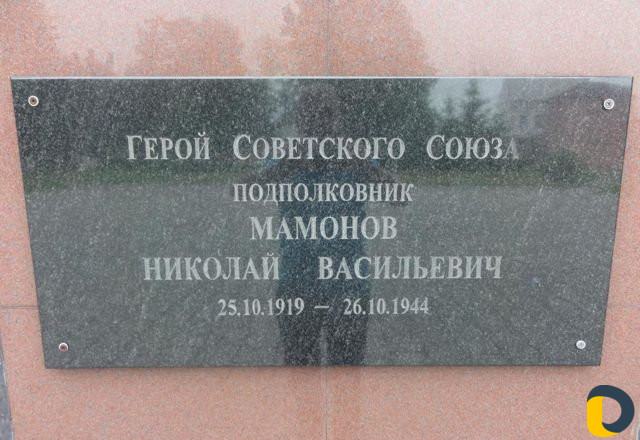 ГЕРОЙ СОВЕТСКОГО СОЮЗА
ПОДПОЛКОВНИК
МАМОНОВ
НИКОЛАЙ ВАСИЛЬЕВИЧ
25.10.1919 — 26.10.1944